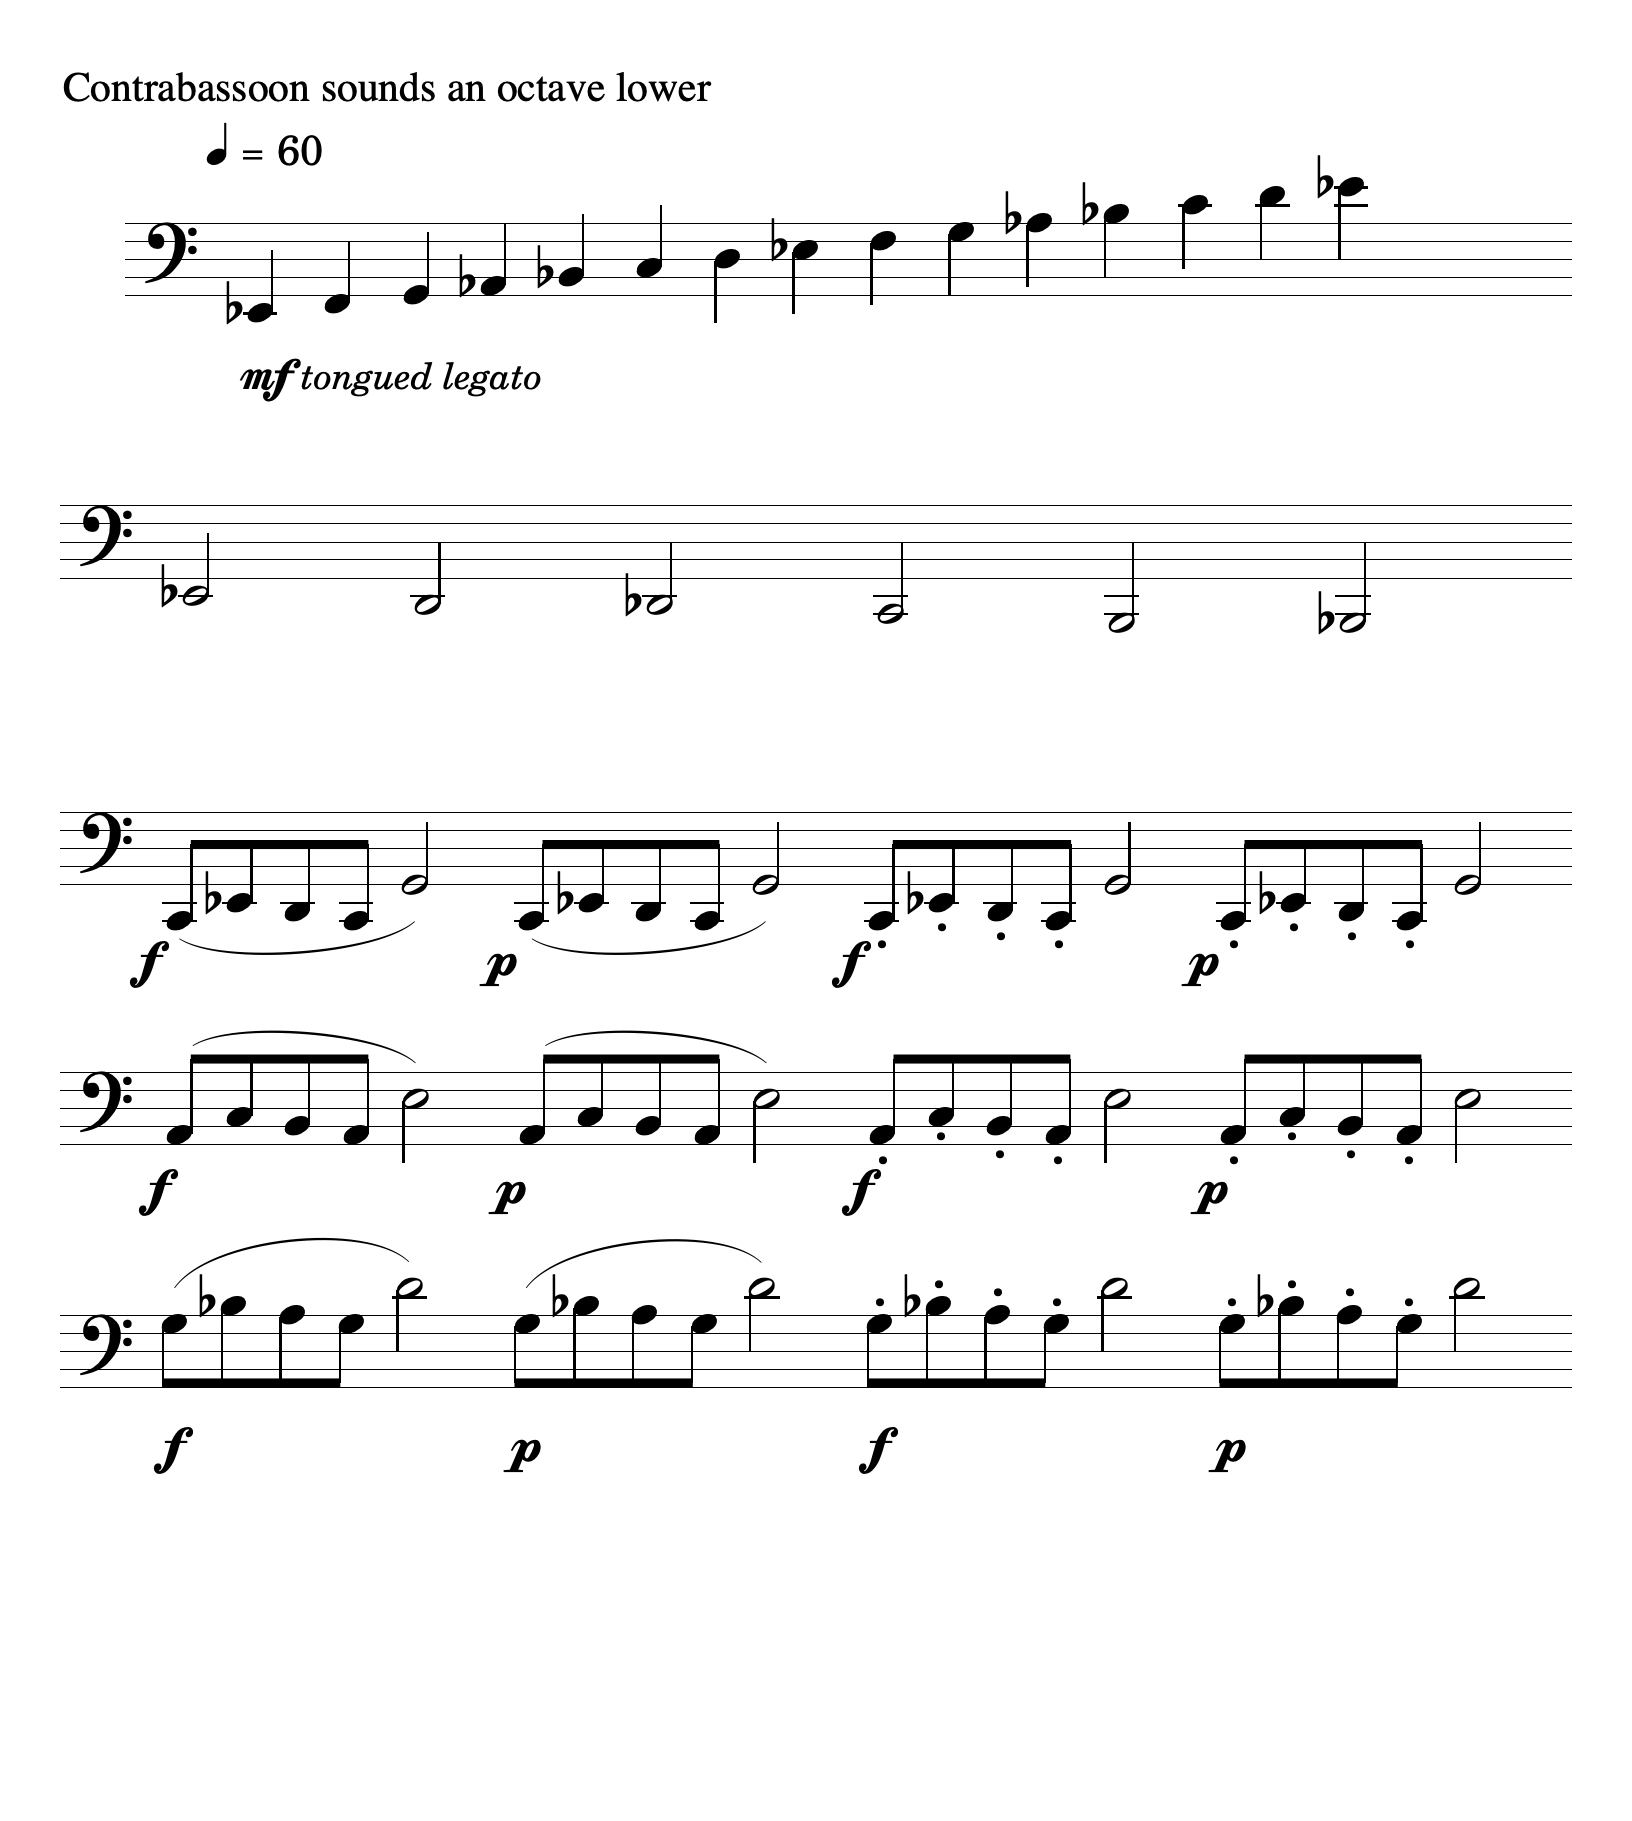 Contrabassoon sounds an octave lower
= 60
mf tongued legato
f p f p
f p f p
f p f p